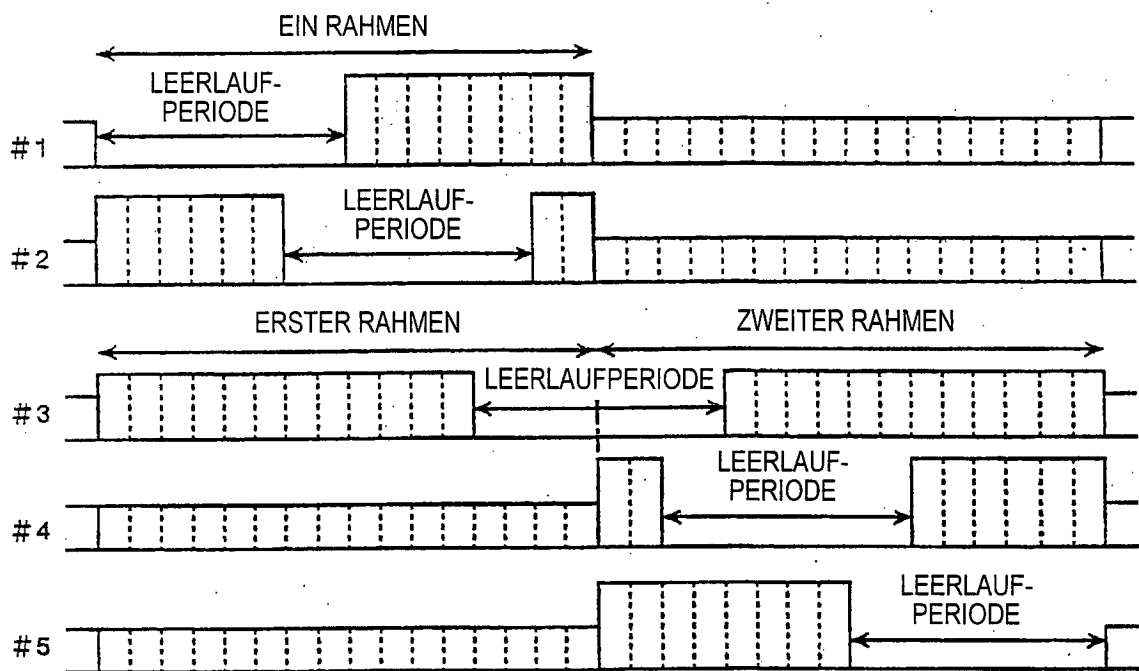 EIN RAHMEN
LEERLAUF-
PERIODE
#1
LEERLAUF-
PERIODE
#2
ERSTER RAHMEN
ZWEITER RAHMEN
LEERLAUFPERIODE
#3
LEERLAUF-
PERIODE
#4
LEERLAUF-
PERIODE
#5